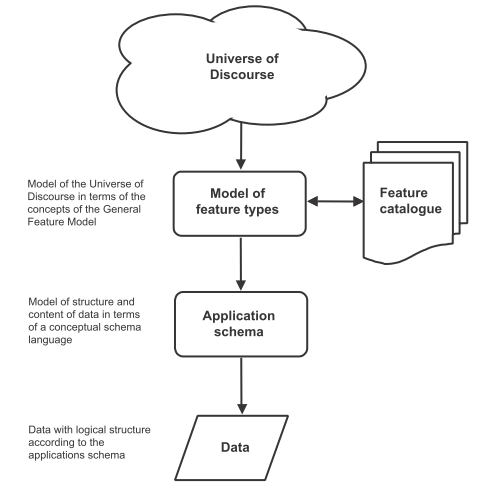 Universe of
Discourse
Model of the Universe of
Discourse in terms of the
concepts of the General
Feature Model
Model of
feature types
Feature
catalogue
Model of structure and
content of data in terms
of a conceptual schema
language
Application
schema
Data with logical structure
according to the
applications schema
Data